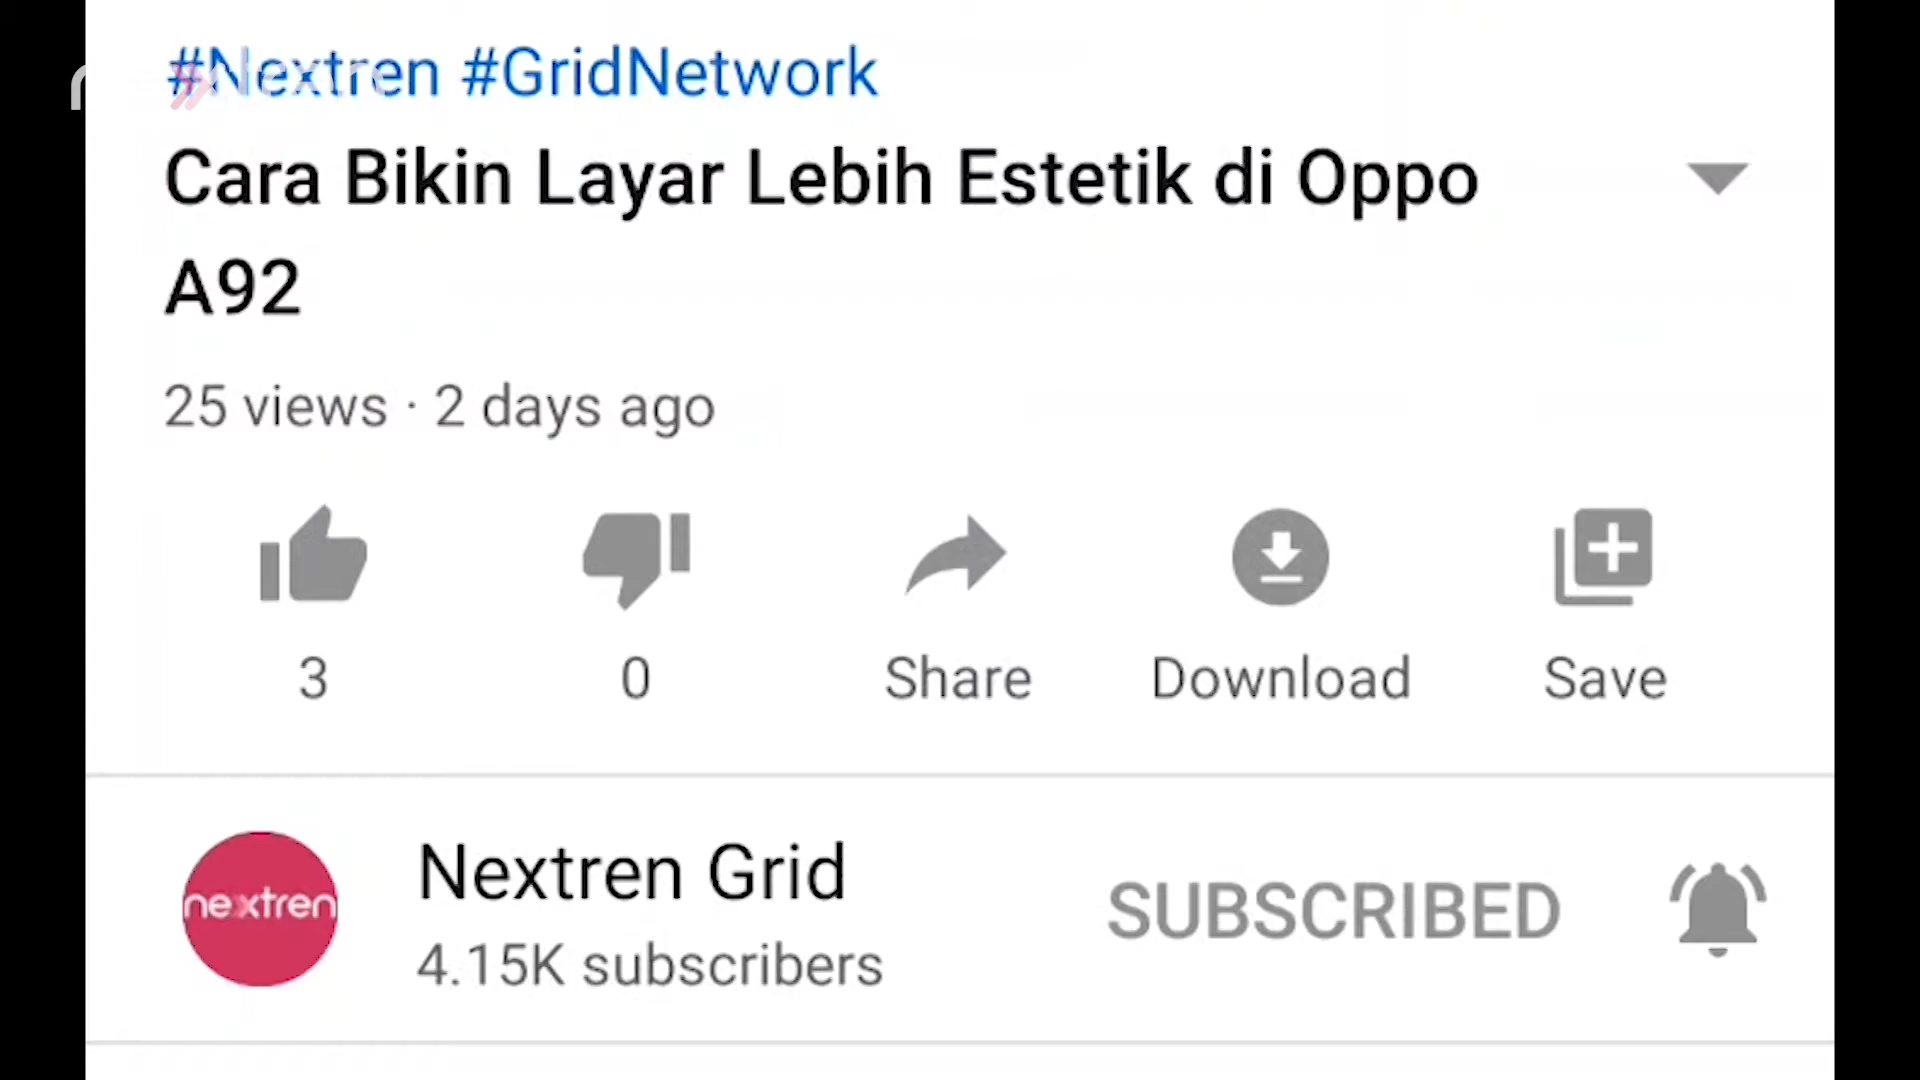 #Nextren #GridNetwork
Cara Bikin Layar Lebih Estetik di Oppo
A92
25 views · 2 days ago
3 0 Share Download Save
nextren
Nextren Grid
SUBSCRIBED
4.15K subscribers